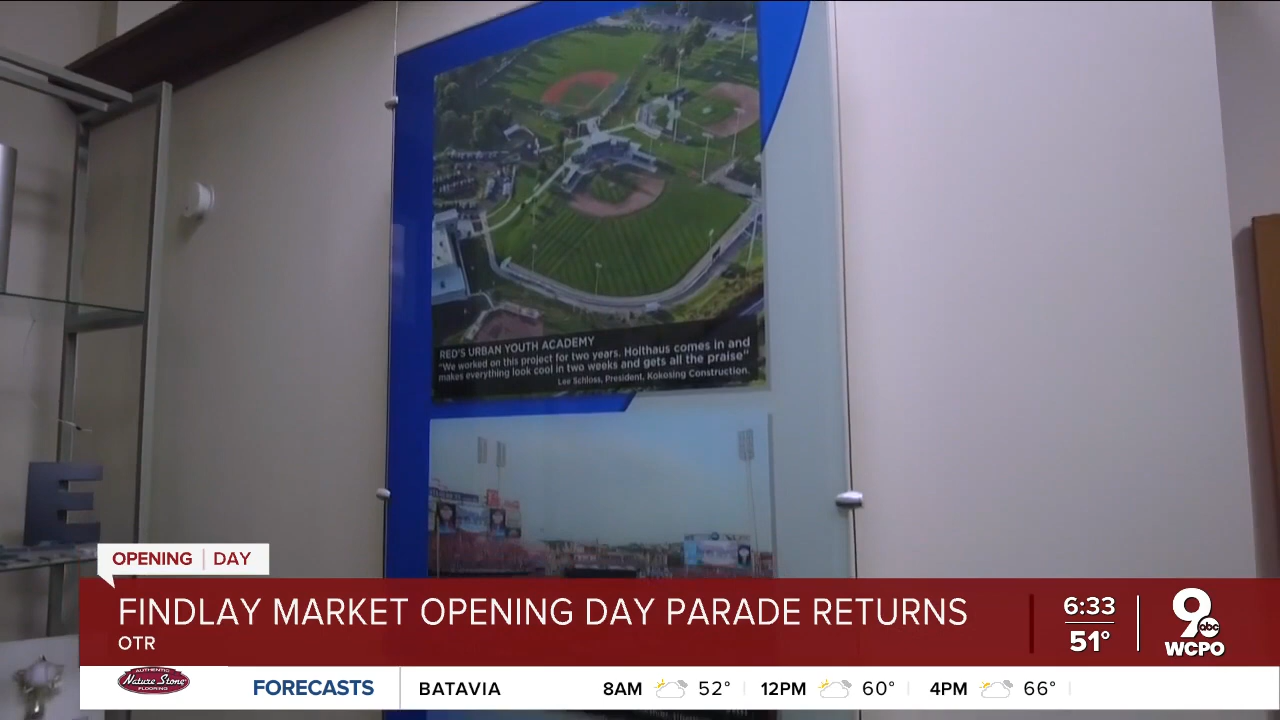 RED'S URBAN YOUTH ACADEMY
"We worked on this project for two years. Holthaus comes in and
makes everything look cool in two weeks and gets all the praise"
Lee Schloss, President, Kokosing Construction.
E
OPENING | DAY
FINDLAY MARKET OPENING DAY PARADE RETURNS
OTR
6:33
51°
9
abc
WCPO
AUTHENTIC
Nature Stone
FLOORING
FORECASTS
BATAVIA
8AM 52°
12PM 60°
4PM 66°